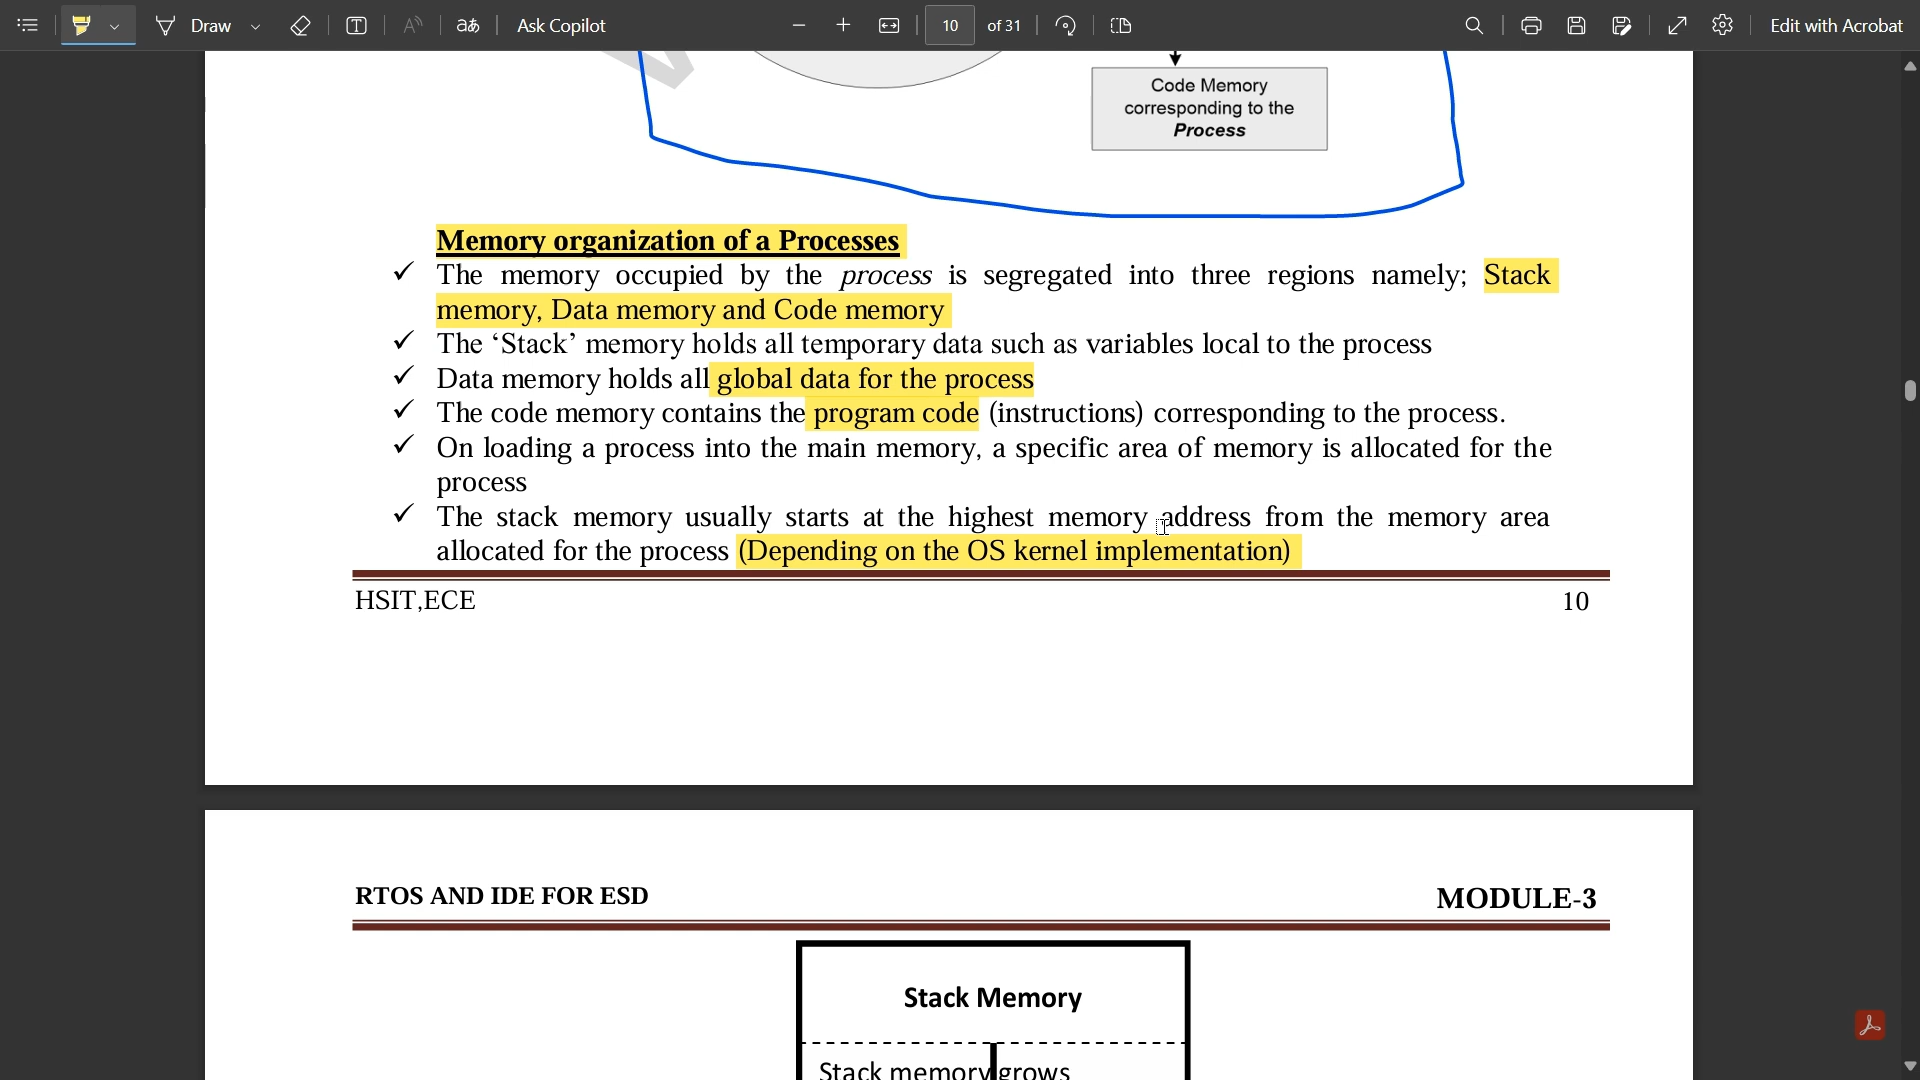 Draw
A
aあ
Ask Copilot
10
of 31
Edit with Acrobat
Code Memory
corresponding to the
Process
Memory organization of a Processes
✓ The memory occupied by the process is segregated into three regions namely; Stack
memory, Data memory and Code memory
✓ The ‘Stack’ memory holds all temporary data such as variables local to the process
✓ Data memory holds all global data for the process
✓ The code memory contains the program code (instructions) corresponding to the process.
✓ On loading a process into the main memory, a specific area of memory is allocated for the
process
✓ The stack memory usually starts at the highest memory address from the memory area
allocated for the process (Depending on the OS kernel implementation)
HSIT,ECE
10
RTOS AND IDE FOR ESD
MODULE-3
Stack Memory
Stack memory grows